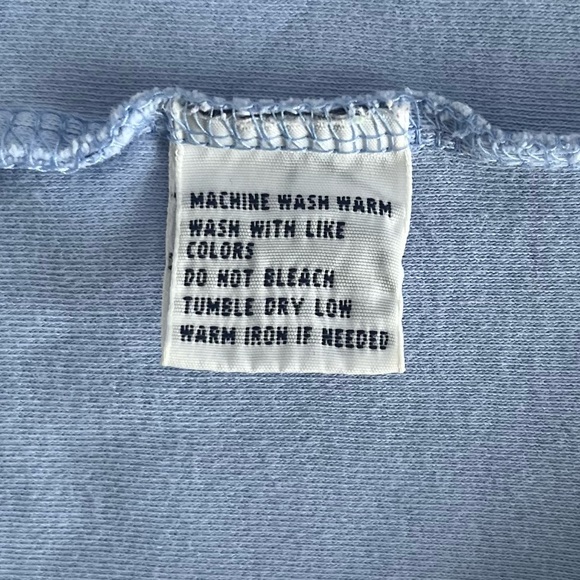 MACHINE WASH WARM
WASH WITH LIKE
COLORS
DO NOT BLEACH
TUMBLE DRY LOW
WARM IRON IF NEEDED